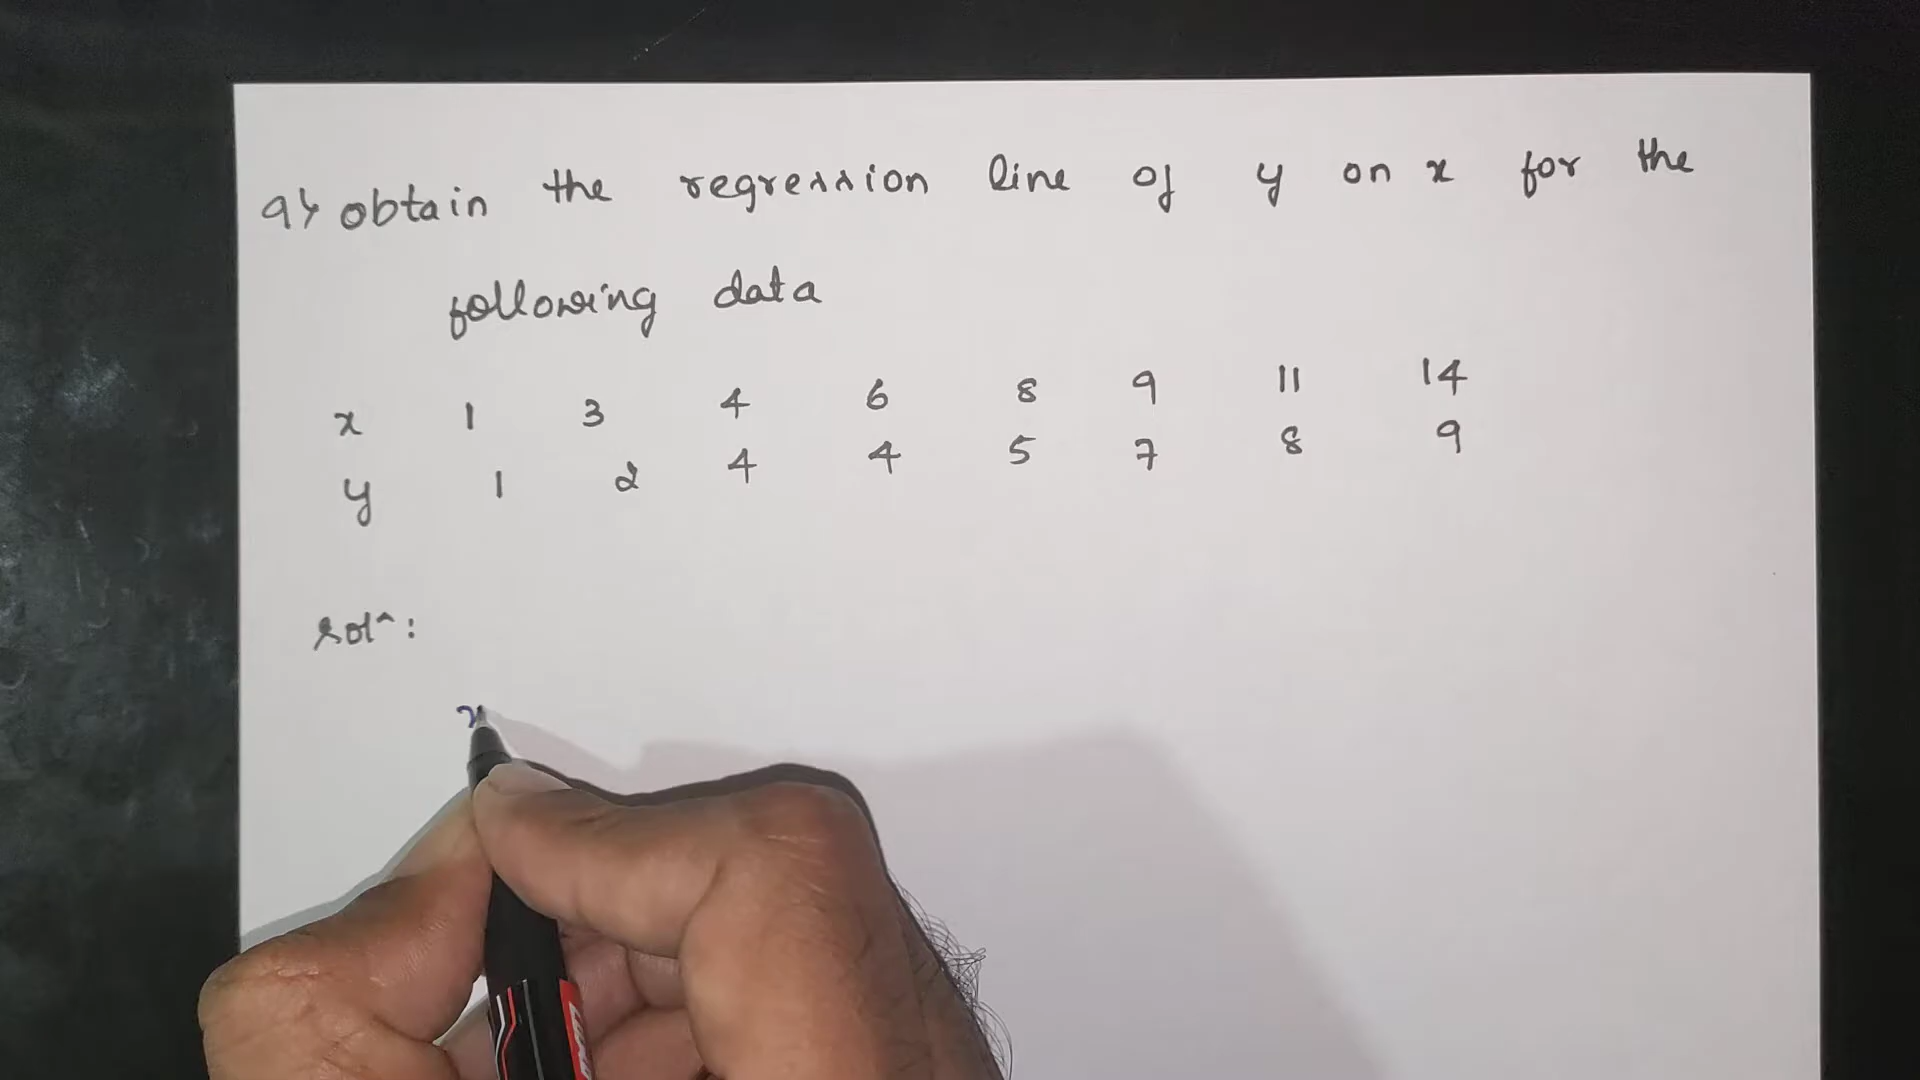 9) obtain the regression line of y on x for the
following data
x 1 3 4 6 8 9 11 14
y 1 2 4 4 5 7 8 9
solⁿ:
x